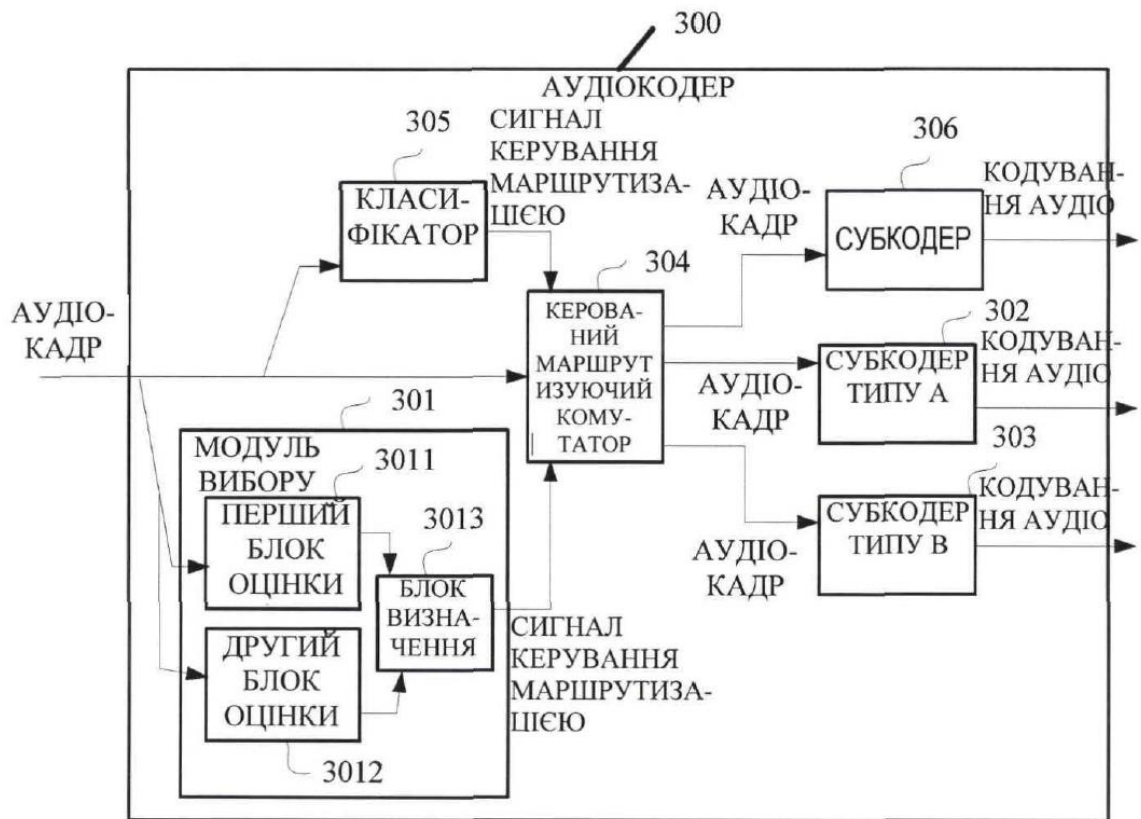 300
АУДІОКОДЕР
305
СИГНАЛ
КЕРУВАННЯ
МАРШРУТИЗА-
ЦІЄЮ
КЛАСИ-
ФІКАТОР
306
АУДІО-
КАДР
СУБКОДЕР
КОДУВАН-
НЯ АУДІО
304
КЕРОВА-
НИЙ
МАРШРУТ
ИЗУЮЧИЙ
КОМУ-
ТАТОР
АУДІО-
КАДР
302
СУБКОДЕР
ТИПУ А
КОДУВАН-
НЯ АУДІО
АУДІО-
КАДР
301
МОДУЛЬ
ВИБОРУ
3011
ПЕРШИЙ
БЛОК
ОЦІНКИ
3013
БЛОК
ВИЗНА-
ЧЕННЯ
303
СУБКОДЕР
ТИПУ В
КОДУВАН-
НЯ АУДІО
АУДІО-
КАДР
ДРУГИЙ
БЛОК
ОЦІНКИ
3012
СИГНАЛ
КЕРУВАННЯ
МАРШРУТИЗА-
ЦІЄЮ